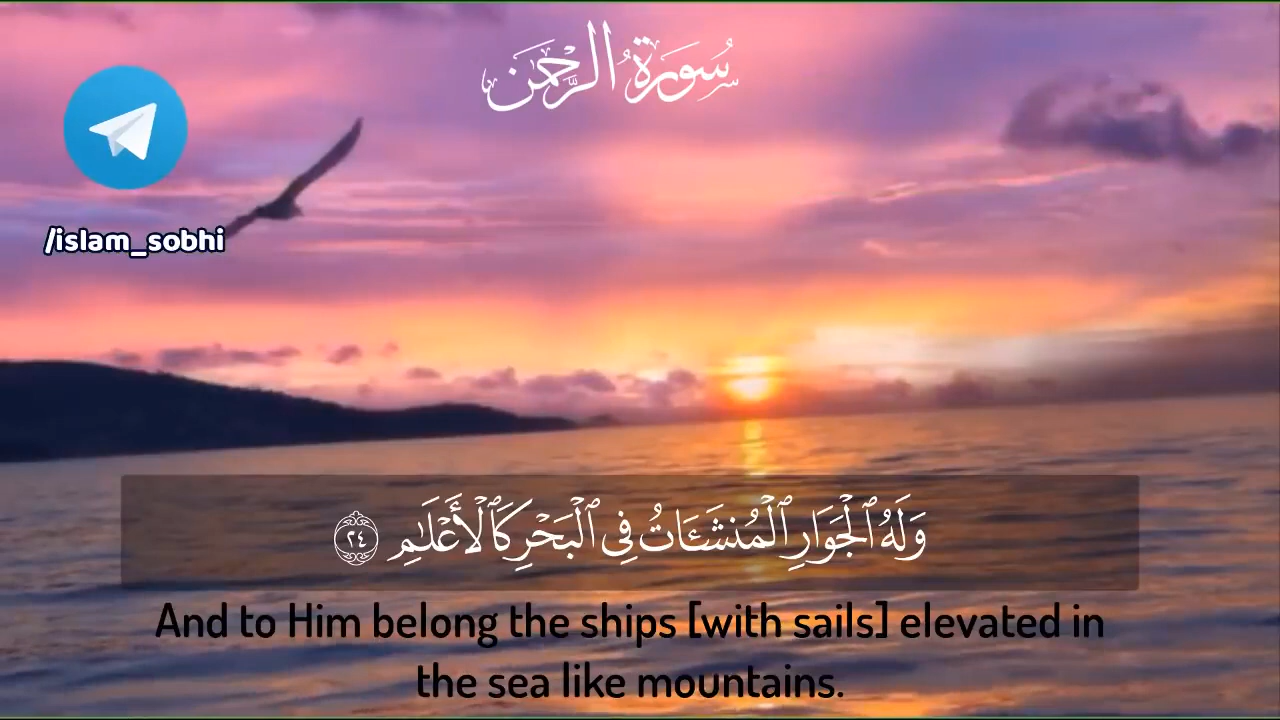 سُورَةُ الرَّحْمَن
/islam_sobhi
وَلَهُ ٱلْجَوَارِ ٱلْمُنشَـَٔاتُ فِى ٱلْبَحْرِ كَٱلْأَعْلَـٰمِ ٢٤
And to Him belong the ships [with sails] elevated in
the sea like mountains.